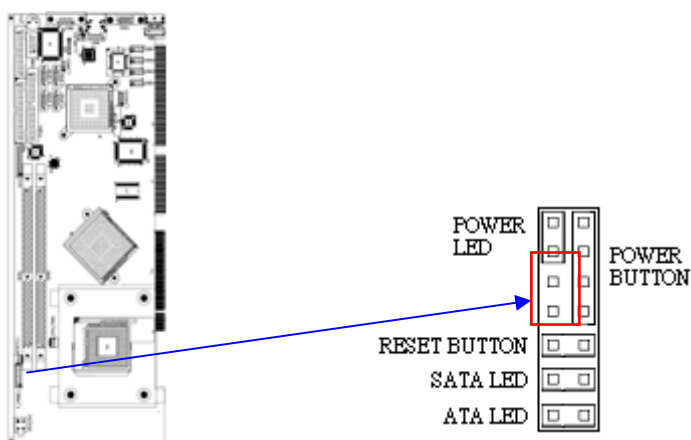 POWER
LED
POWER
BUTTON
RESET BUTTON
SATA LED
ATA LED